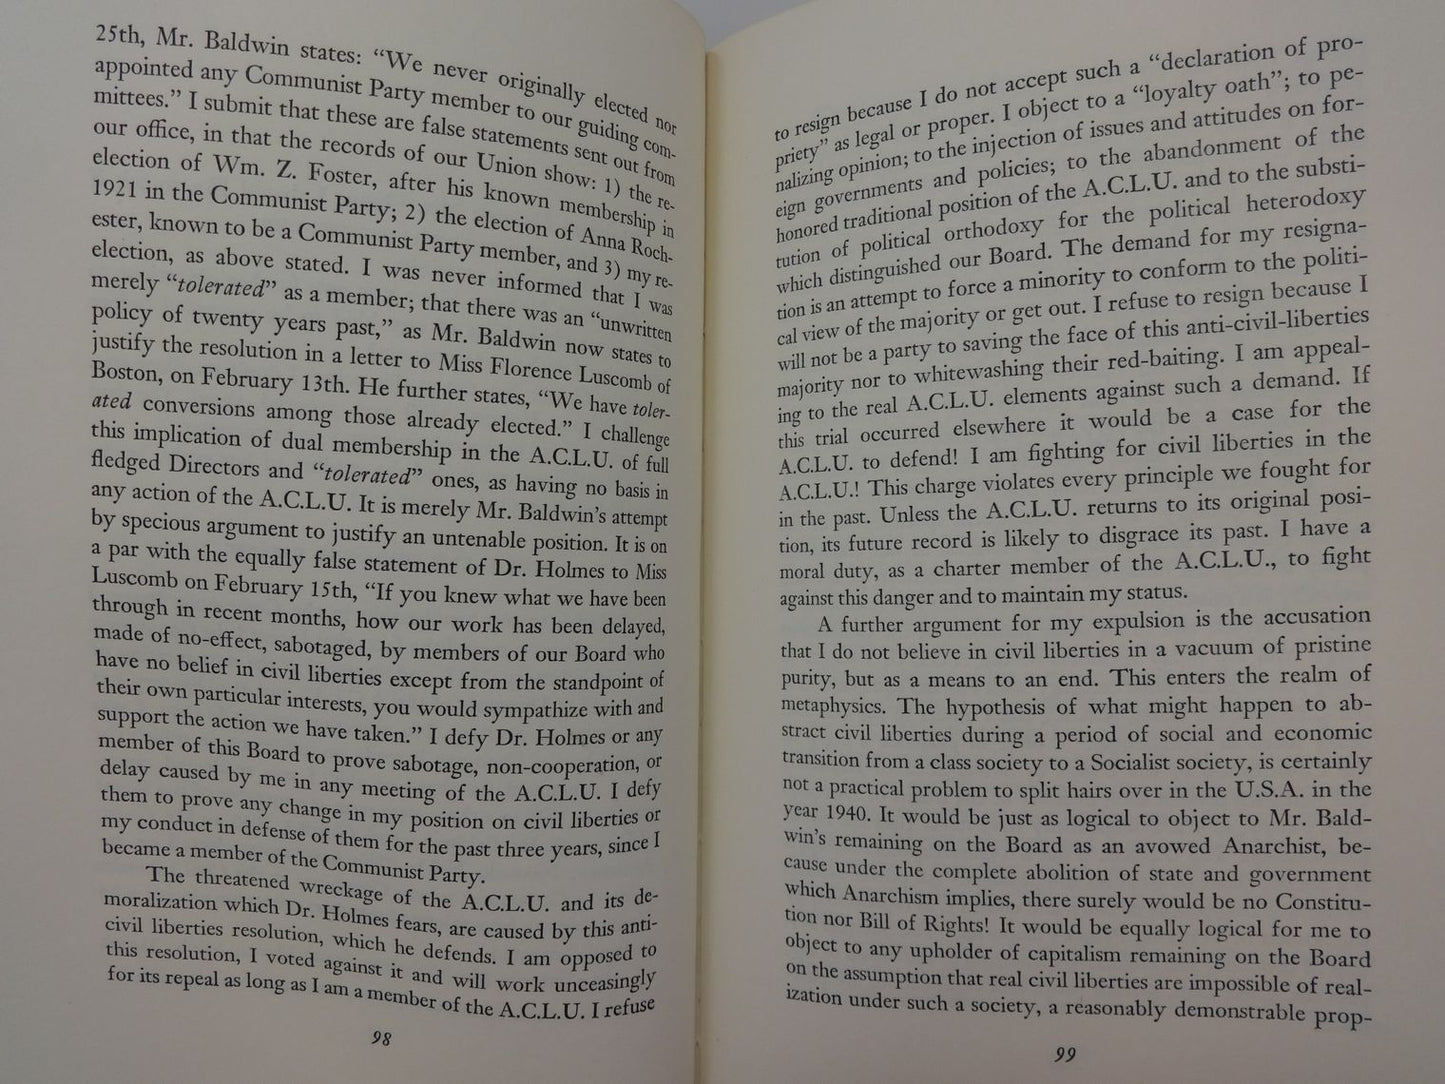 25th, Mr. Baldwin states: “We never originally elected nor
appointed any Communist Party member to our guiding com-
mittees.” I submit that these are false statements sent out from
our office, in that the records of our Union show: 1) the re-
election of Wm. Z. Foster, after his known membership in
1921 in the Communist Party; 2) the election of Anna Roch-
ester, known to be a Communist Party member, and 3) my re-
election, as above stated. I was never informed that I was
merely “tolerated” as a member; that there was an “unwritten
policy of twenty years past,” as Mr. Baldwin now states to
justify the resolution in a letter to Miss Florence Luscomb of
Boston, on February 13th. He further states, “We have toler-
ated conversions among those already elected.” I challenge
this implication of dual membership in the A.C.L.U. of full
fledged Directors and “tolerated” ones, as having no basis in
any action of the A.C.L.U. It is merely Mr. Baldwin’s attempt
by specious argument to justify an untenable position. It is on
a par with the equally false statement of Dr. Holmes to Miss
Luscomb on February 15th, “If you knew what we have been
through in recent months, how our work has been delayed,
made of no-effect, sabotaged, by members of our Board who
have no belief in civil liberties except from the standpoint of
their own particular interests, you would sympathize with and
support the action we have taken.” I defy Dr. Holmes or any
member of this Board to prove sabotage, non-cooperation, or
delay caused by me in any meeting of the A.C.L.U. I defy
them to prove any change in my position on civil liberties or
my conduct in defense of them for the past three years, since I
became a member of the Communist Party.
The threatened wreckage of the A.C.L.U. and its de-
moralization which Dr. Holmes fears, are caused by this anti-
civil liberties resolution, which he defends. I am opposed to
this resolution, I voted against it and will work unceasingly
for its repeal as long as I am a member of the A.C.L.U. I refuse
98
to resign because I do not accept such a “declaration of pro-
priety” as legal or proper. I object to a “loyalty oath”; to pe-
nalizing opinion; to the injection of issues and attitudes on for-
eign governments and policies; to the abandonment of the
honored traditional position of the A.C.L.U. and to the substi-
tution of political orthodoxy for the political heterodoxy
which distinguished our Board. The demand for my resigna-
tion is an attempt to force a minority to conform to the politi-
cal view of the majority or get out. I refuse to resign because I
will not be a party to saving the face of this anti-civil-liberties
majority nor to whitewashing their red-baiting. I am appeal-
ing to the real A.C.L.U. elements against such a demand. If
this trial occurred elsewhere it would be a case for the
A.C.L.U. to defend! I am fighting for civil liberties in the
A.C.L.U.! This charge violates every principle we fought for
in the past. Unless the A.C.L.U. returns to its original posi-
tion, its future record is likely to disgrace its past. I have a
moral duty, as a charter member of the A.C.L.U., to fight
against this danger and to maintain my status.
A further argument for my expulsion is the accusation
that I do not believe in civil liberties in a vacuum of pristine
purity, but as a means to an end. This enters the realm of
metaphysics. The hypothesis of what might happen to ab-
stract civil liberties during a period of social and economic
transition from a class society to a Socialist society, is certainly
not a practical problem to split hairs over in the U.S.A. in the
year 1940. It would be just as logical to object to Mr. Bald-
win’s remaining on the Board as an avowed Anarchist, be-
cause under the complete abolition of state and government
which Anarchism implies, there surely would be no Constitu-
tion nor Bill of Rights! It would be equally logical for me to
object to any upholder of capitalism remaining on the Board
on the assumption that real civil liberties are impossible of real-
ization under such a society, a reasonably demonstrable prop-
99